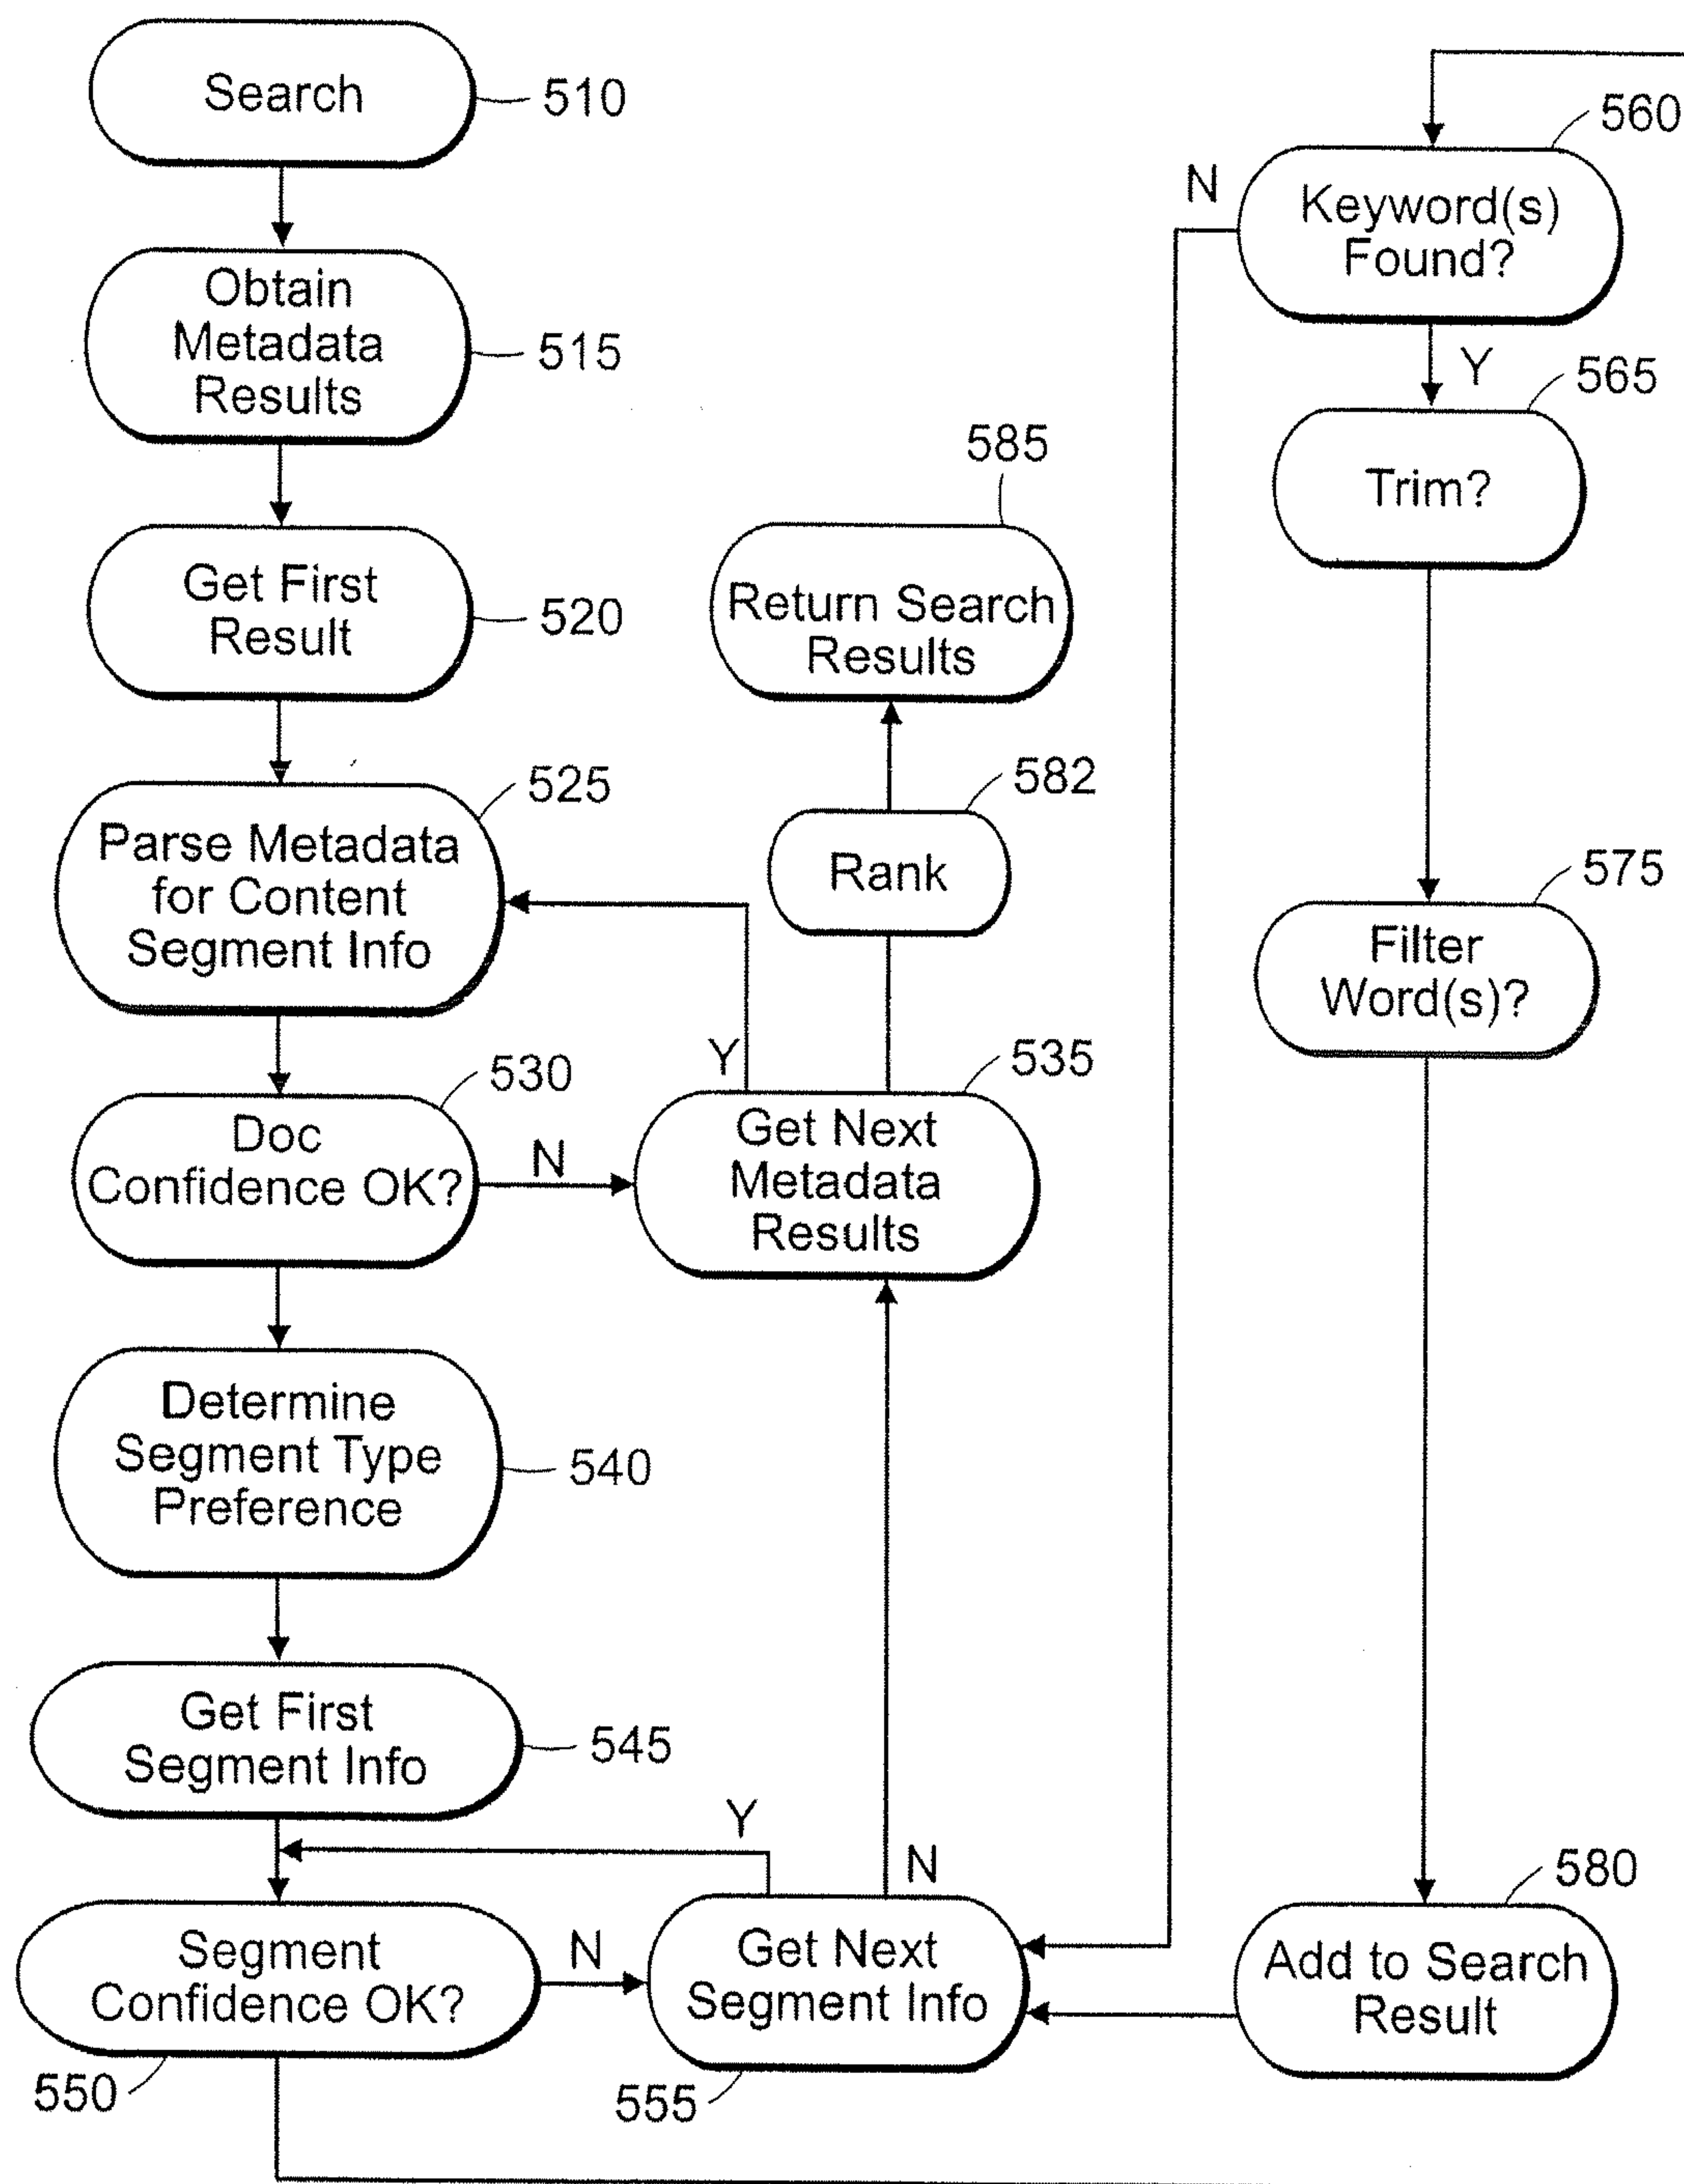 Search
510
Obtain
Metadata
Results
515
Get First
Result
520
Parse Metadata
for Content
Segment Info
525
Doc
Confidence OK?
530
N
Determine
Segment Type
Preference
540
Get First
Segment Info
545
Segment
Confidence OK?
550
N
Get Next
Segment Info
555
Y
N
Get Next
Metadata
Results
535
Y
Rank
582
Return Search
Results
585
Keyword(s)
Found?
560
N
Y
Trim?
565
Filter
Word(s)?
575
Add to Search
Result
580